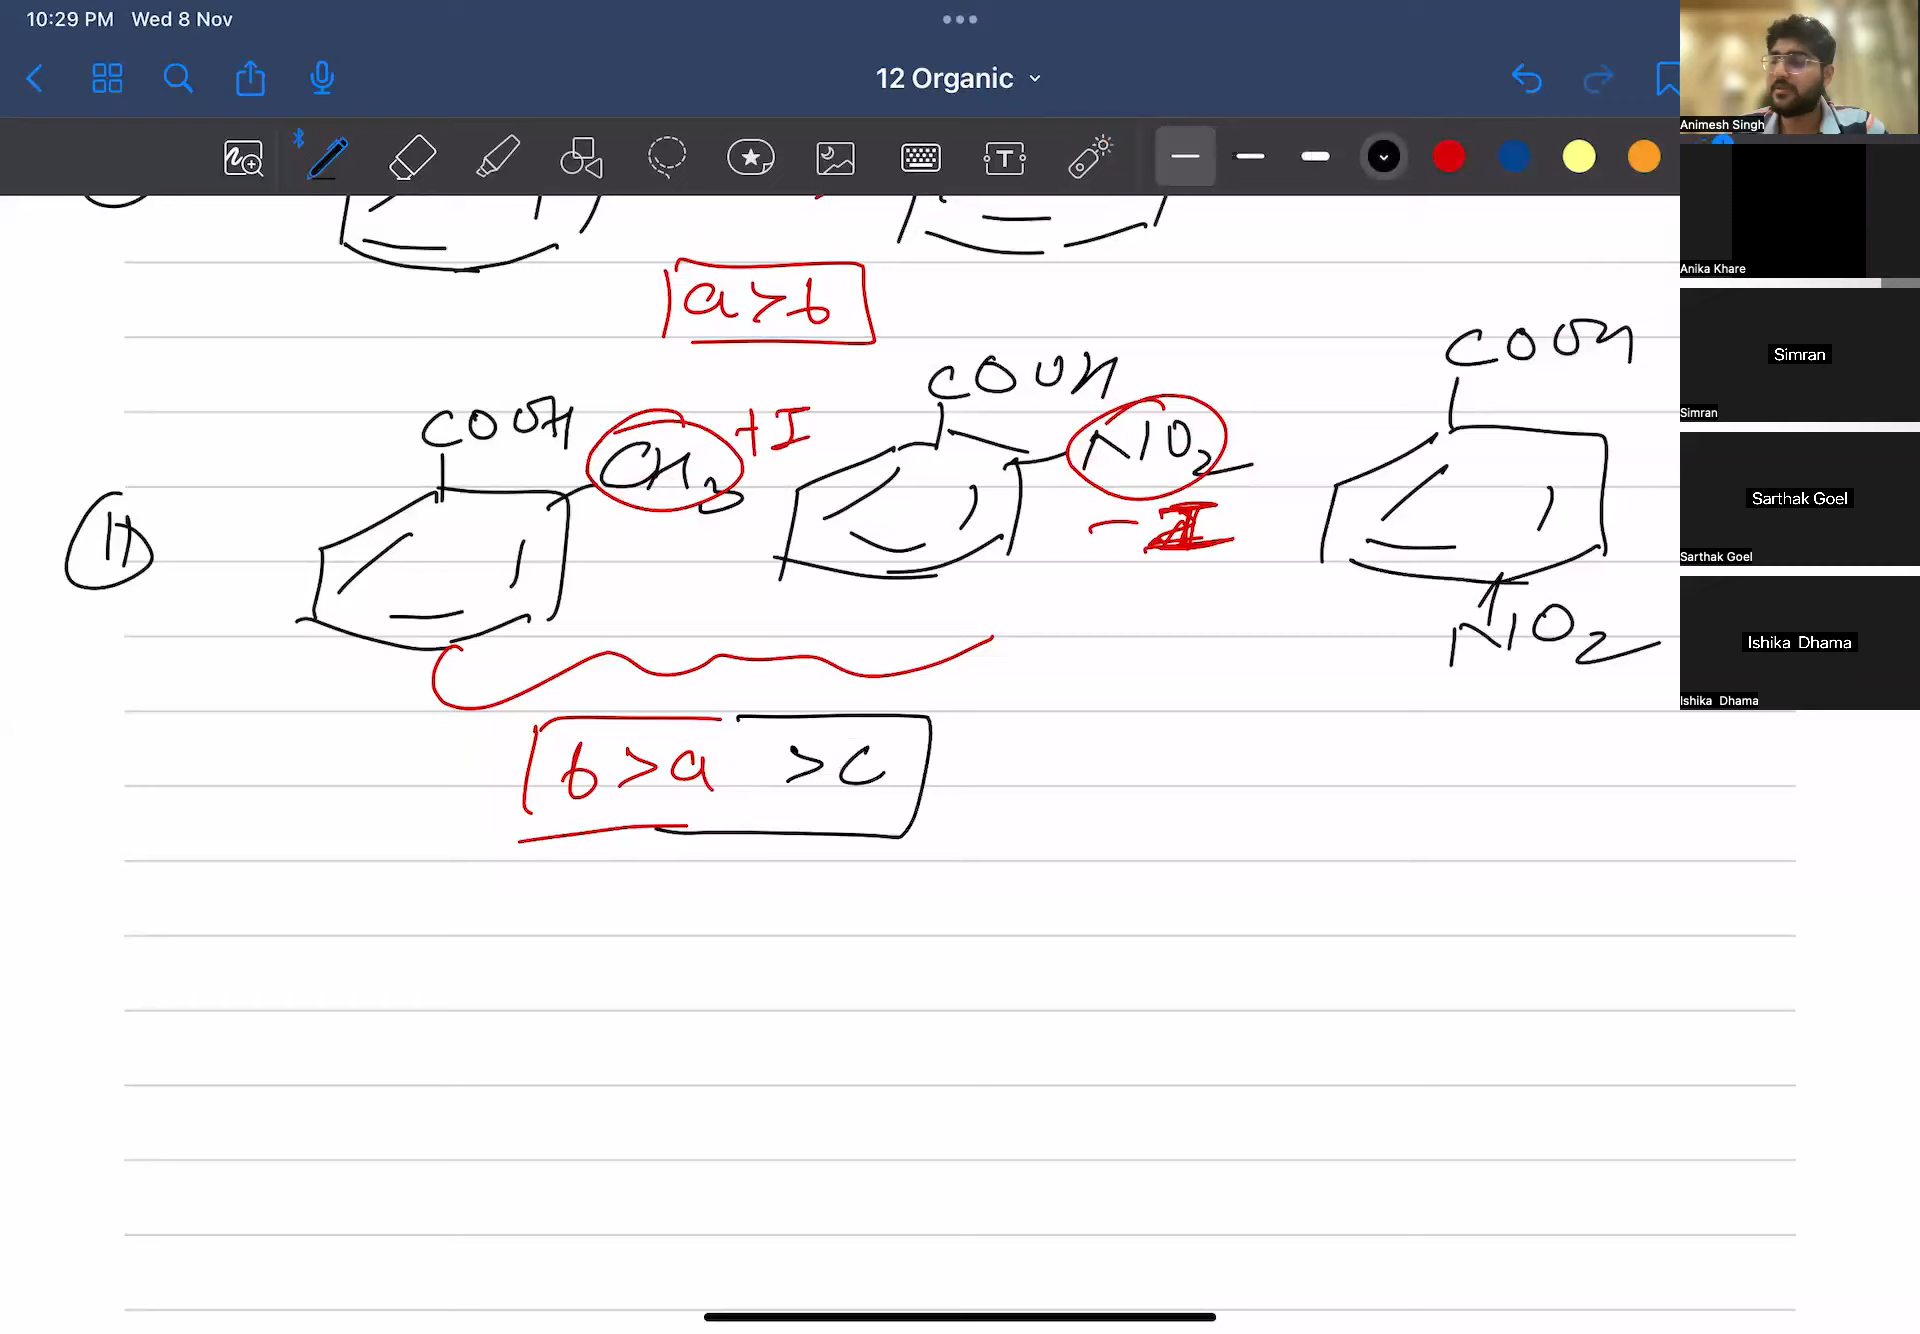 10:29 PM Wed 8 Nov
12 Organic
T
Animesh Singh
Anika Khare
Simran
Simran
Sarthak Goel
Sarthak Goel
Ishika Dhama
Ishika Dhama
a > b
COOH
COOH
COOH
CH3
+I
NO2
-I
11)
NO2
b > a > c